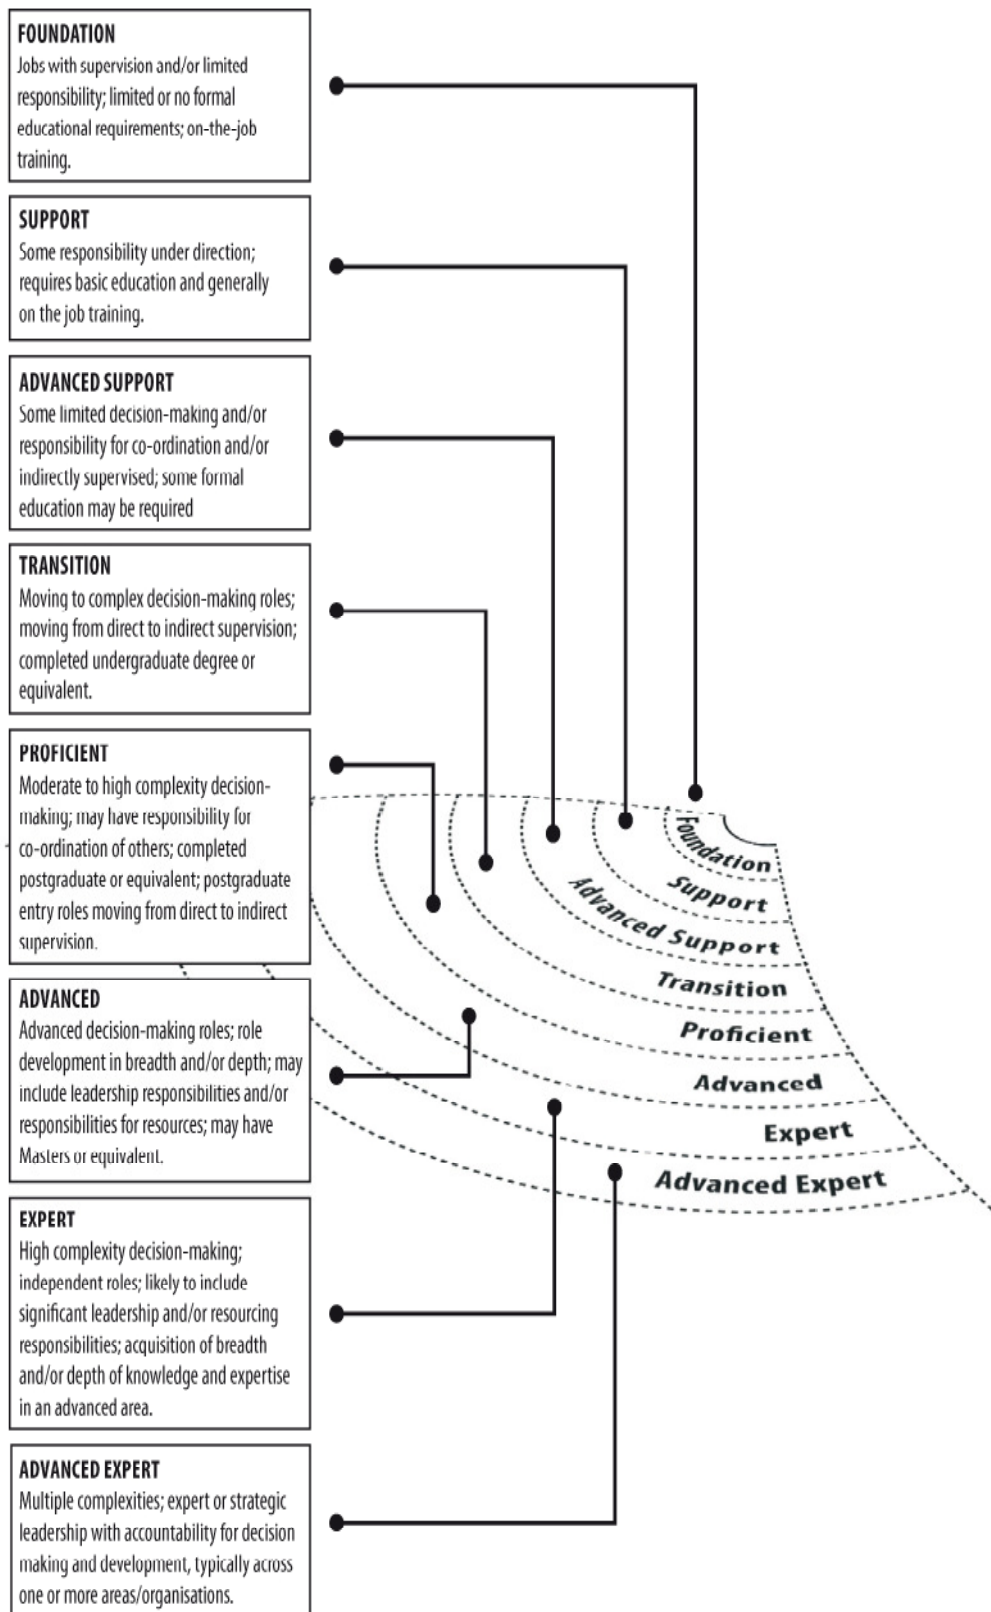 FOUNDATION
Jobs with supervision and/or limited
responsibility; limited or no formal
educational requirements; on-the-job
training.
SUPPORT
Some responsibility under direction;
requires basic education and generally
on the job training.
ADVANCED SUPPORT
Some limited decision-making and/or
responsibility for co-ordination and/or
indirectly supervised; some formal
education may be required
TRANSITION
Moving to complex decision-making roles;
moving from direct to indirect supervision;
completed undergraduate degree or
equivalent.
PROFICIENT
Moderate to high complexity decision-
making; may have responsibility for
co-ordination of others; completed
postgraduate or equivalent; postgraduate
entry roles moving from direct to indirect
supervision.
ADVANCED
Advanced decision-making roles; role
development in breadth and/or depth; may
include leadership responsibilities and/or
responsibilities for resources; may have
Masters or equivalent.
EXPERT
High complexity decision-making;
independent roles; likely to include
significant leadership and/or resourcing
responsibilities; acquisition of breadth
and/or depth of knowledge and expertise
in an advanced area.
ADVANCED EXPERT
Multiple complexities; expert or strategic
leadership with accountability for decision
making and development, typically across
one or more areas/organisations.
Foundation
Support
Advanced Support
Transition
Proficient
Advanced
Expert
Advanced Expert